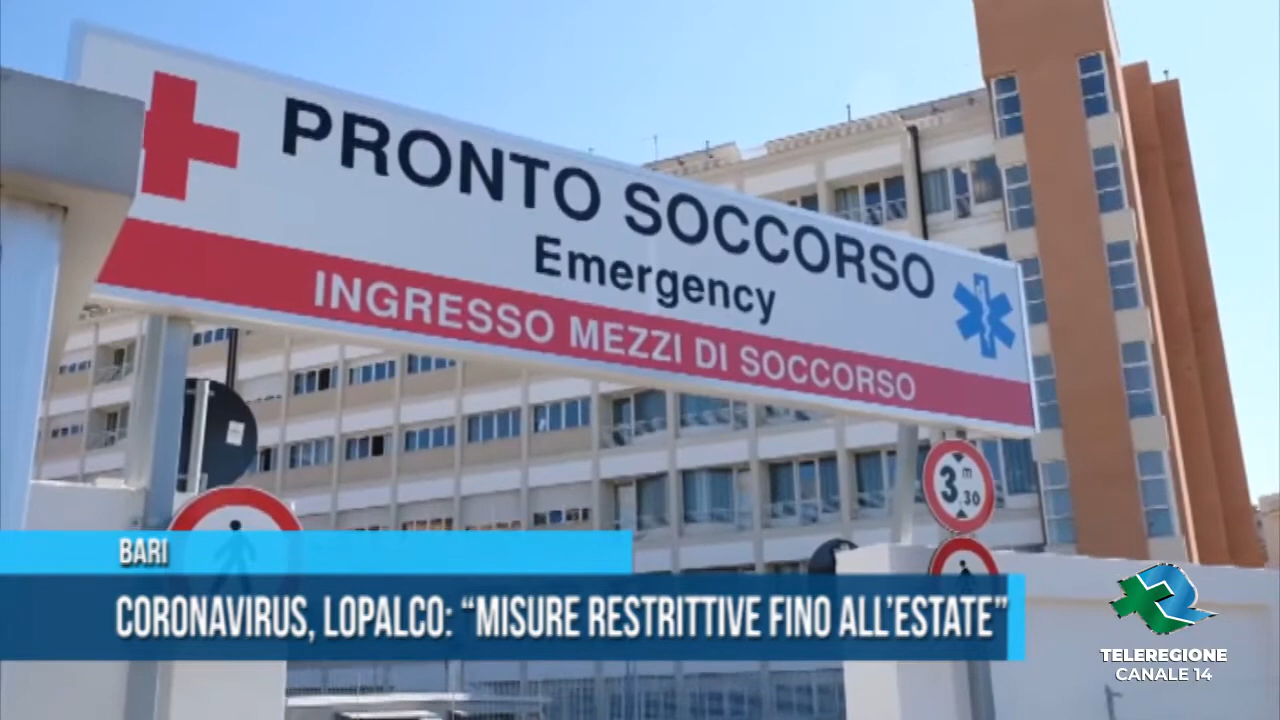 PRONTO SOCCORSO
Emergency
INGRESSO MEZZI DI SOCCORSO
3 m ,30
BARI
CORONAVIRUS, LOPALCO: “MISURE RESTRITTIVE FINO ALL’ESTATE”
TELEREGIONE
CANALE 14